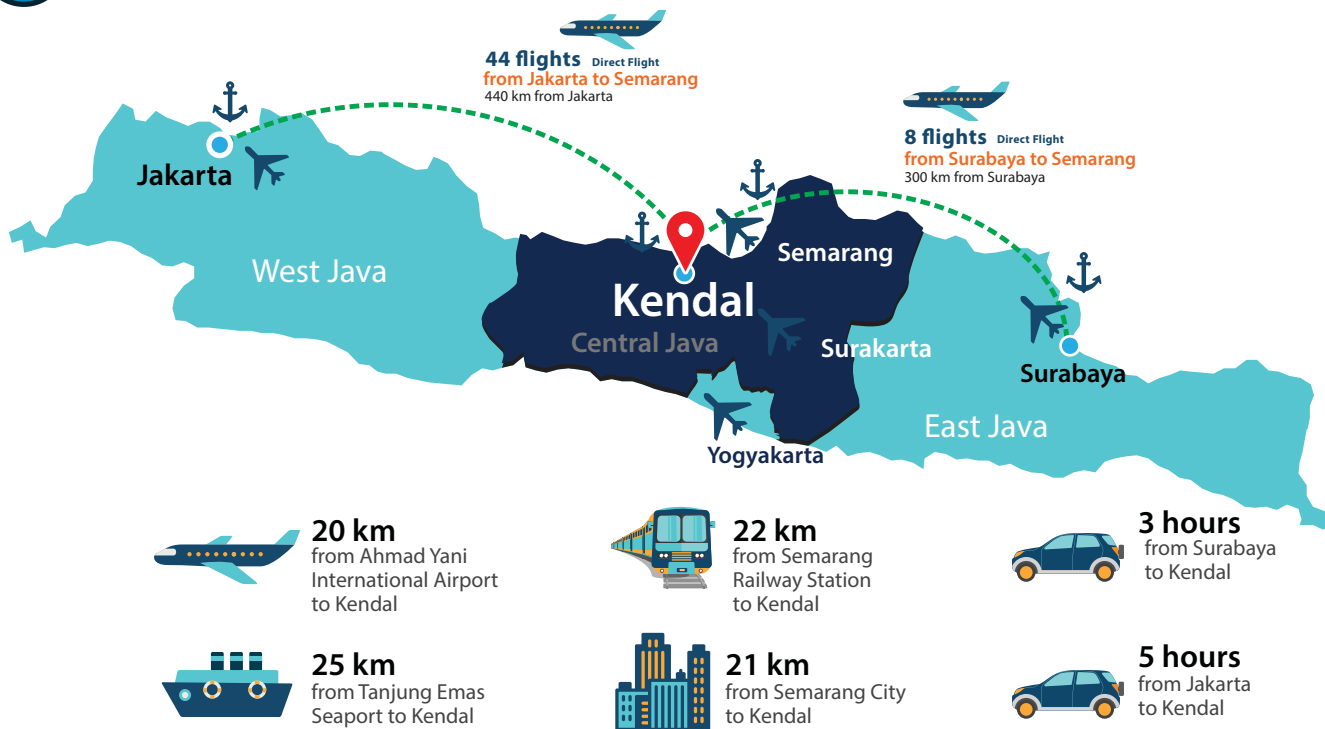 44 flights Direct Flight
from Jakarta to Semarang
440 km from Jakarta
8 flights Direct Flight
from Surabaya to Semarang
300 km from Surabaya
Jakarta
West Java
Semarang
Kendal
Central Java
Surakarta
Surabaya
East Java
Yogyakarta
20 km
from Ahmad Yani
International Airport
to Kendal
22 km
from Semarang
Railway Station
to Kendal
3 hours
from Surabaya
to Kendal
25 km
from Tanjung Emas
Seaport to Kendal
21 km
from Semarang City
to Kendal
5 hours
from Jakarta
to Kendal